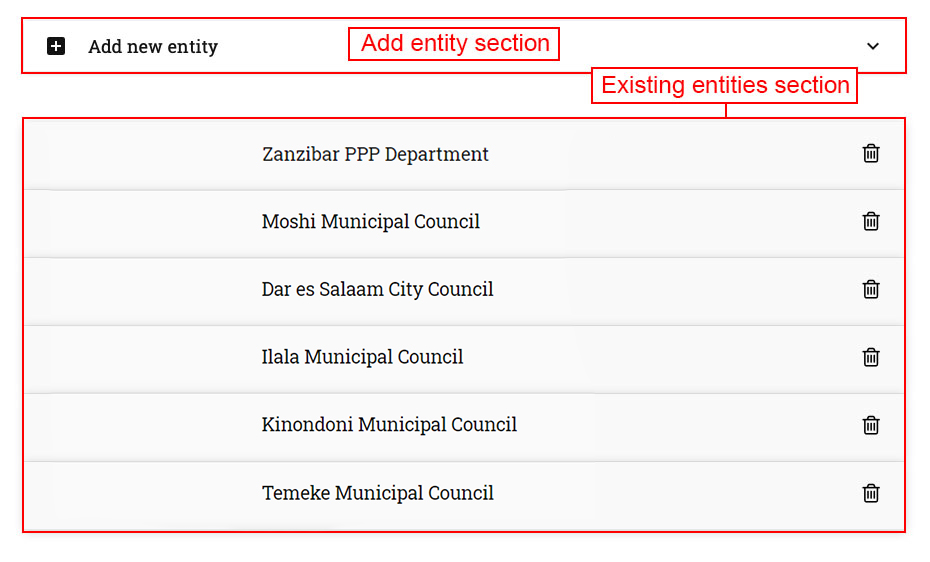 Add new entity
Add entity section
Existing entities section
Zanzibar PPP Department
Moshi Municipal Council
Dar es Salaam City Council
Ilala Municipal Council
Kinondoni Municipal Council
Temeke Municipal Council